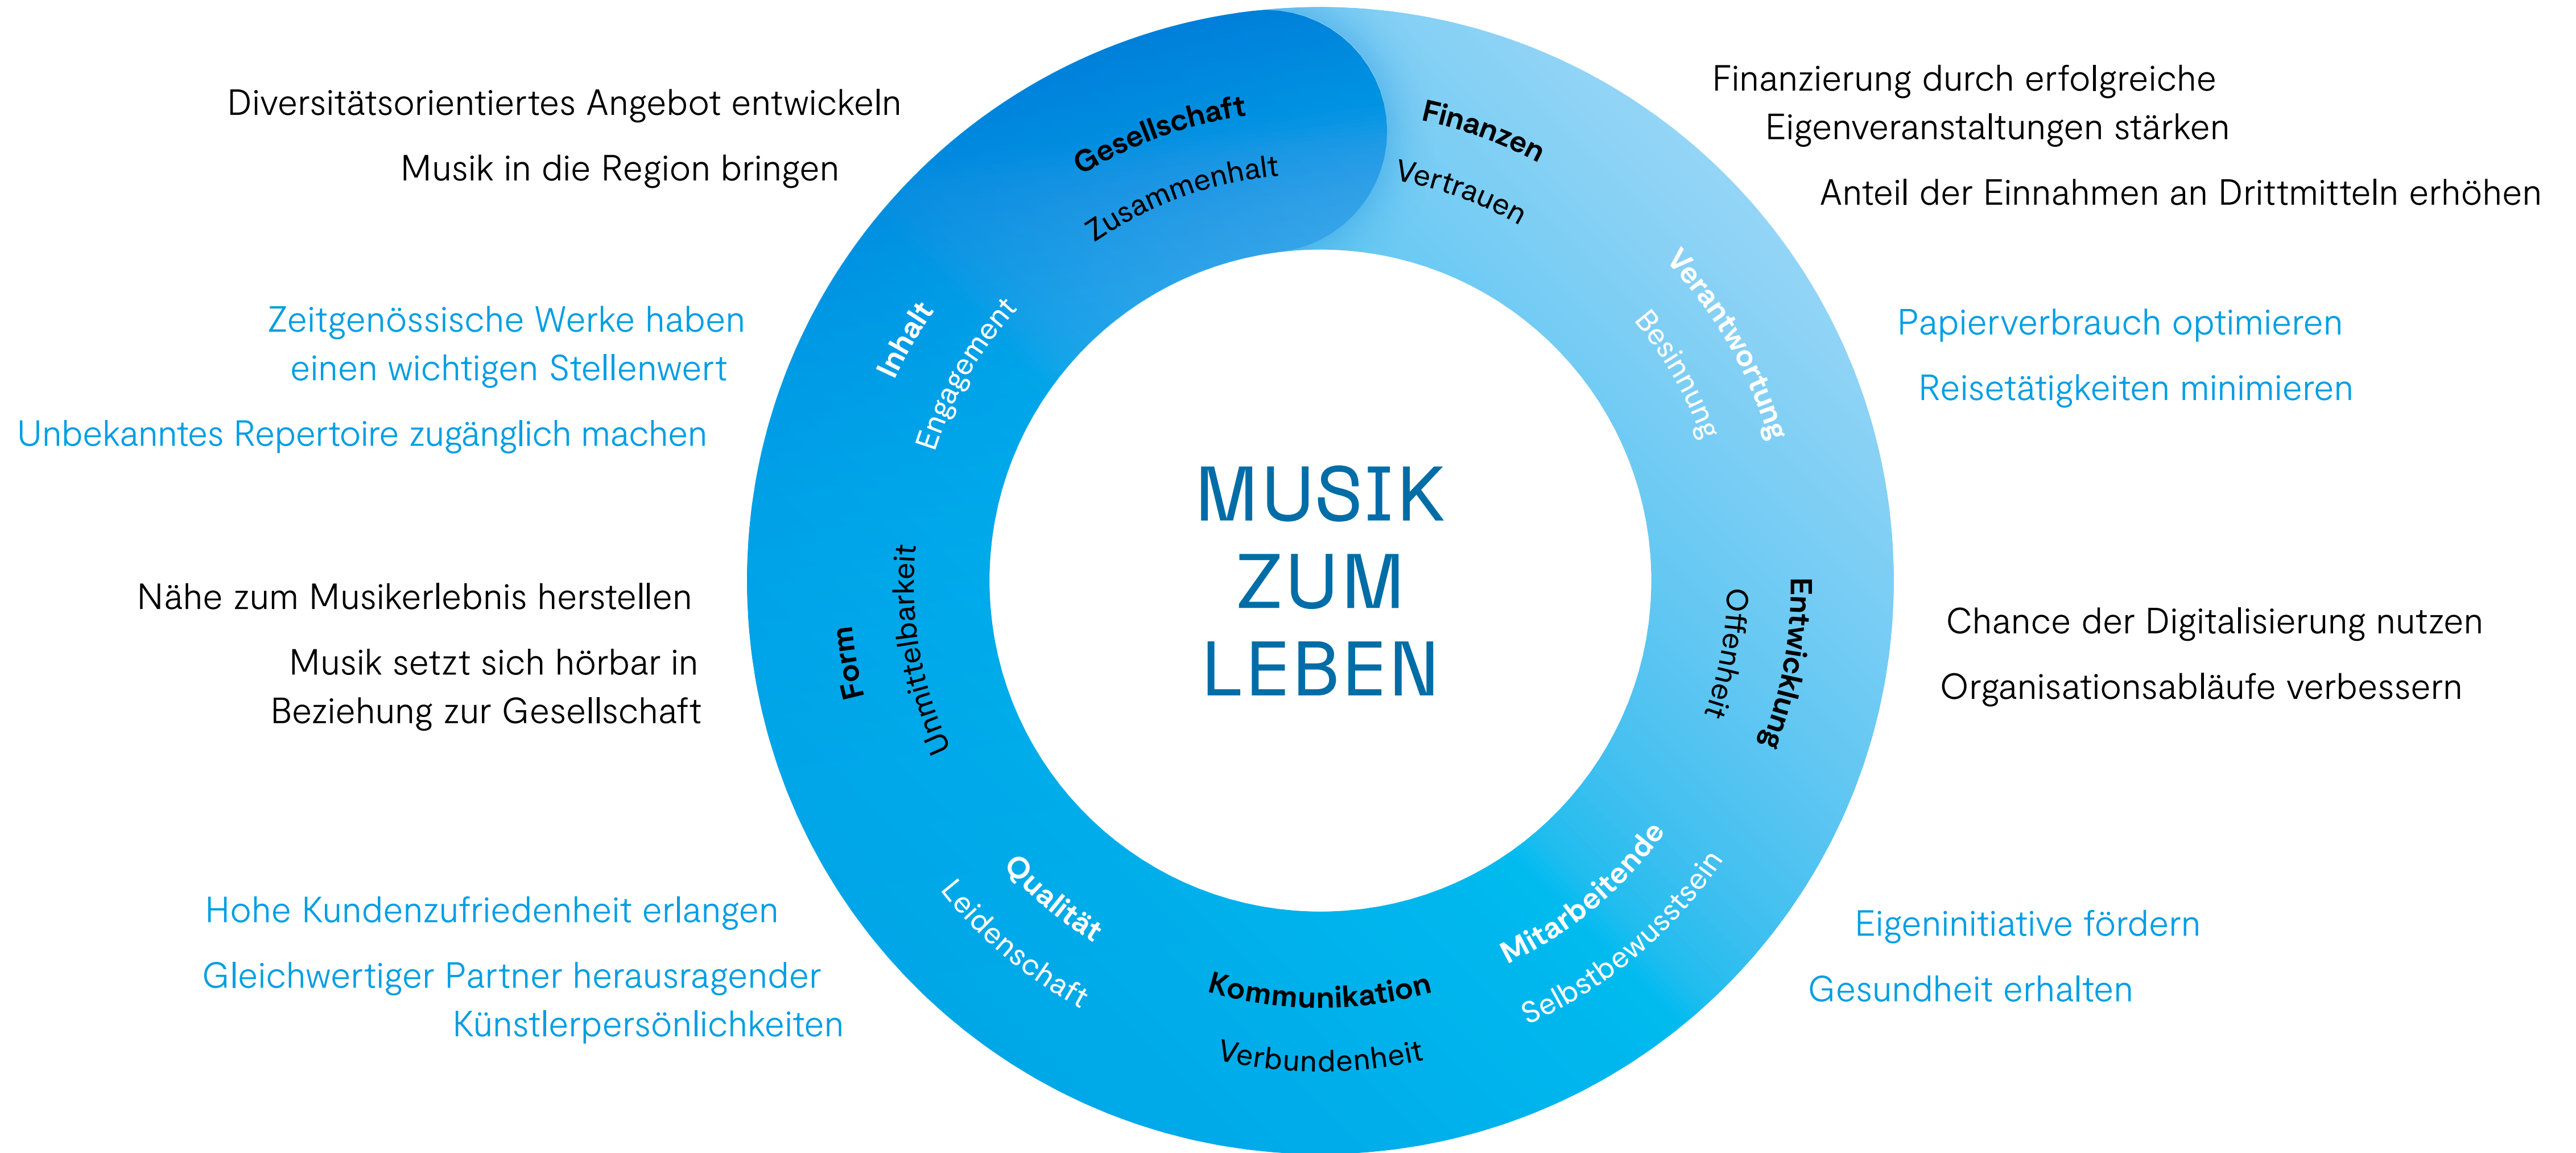 Diversitätsorientiertes Angebot entwickeln
Musik in die Region bringen
Zeitgenössische Werke haben
einen wichtigen Stellenwert
Unbekanntes Repertoire zugänglich machen
Nähe zum Musikerlebnis herstellen
Musik setzt sich hörbar in
Beziehung zur Gesellschaft
Hohe Kundenzufriedenheit erlangen
Gleichwertiger Partner herausragender
Künstlerpersönlichkeiten
Gesellschaft
Zusammenhalt
Finanzen
Vertrauen
Verantwortung
Besinnung
Entwicklung
Offenheit
Mitarbeitende
Selbstbewusstsein
Kommunikation
Verbundenheit
Qualität
Leidenschaft
Form
Unmittelbarkeit
Inhalt
Engagement
MUSIK
ZUM
LEBEN
Finanzierung durch erfolgreiche
Eigenveranstaltungen stärken
Anteil der Einnahmen an Drittmitteln erhöhen
Papierverbrauch optimieren
Reisetätigkeiten minimieren
Chance der Digitalisierung nutzen
Organisationsabläufe verbessern
Eigeninitiative fördern
Gesundheit erhalten